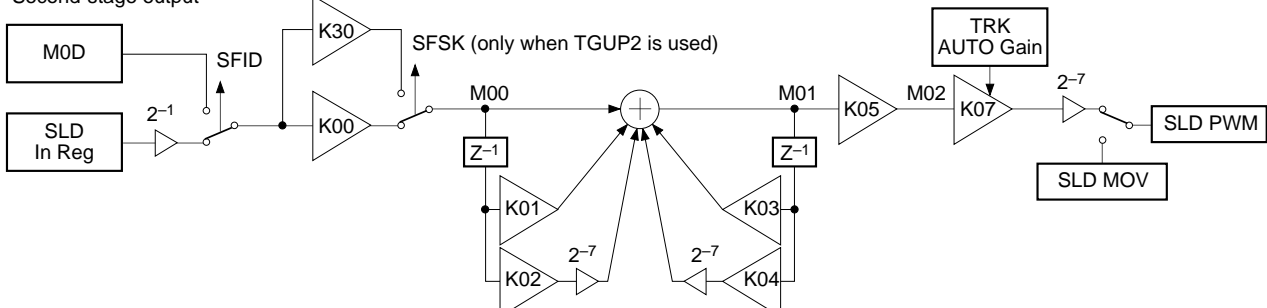 Second-stage output
M0D
SFID
2–1
SLD
In Reg
K30
K00
SFSK (only when TGUP2 is used)
M00
Z–1
K01
K02
2–7
M01
Z–1
K03
K04
2–7
K05
M02
TRK
AUTO Gain
K07
2–7
SLD PWM
SLD MOV